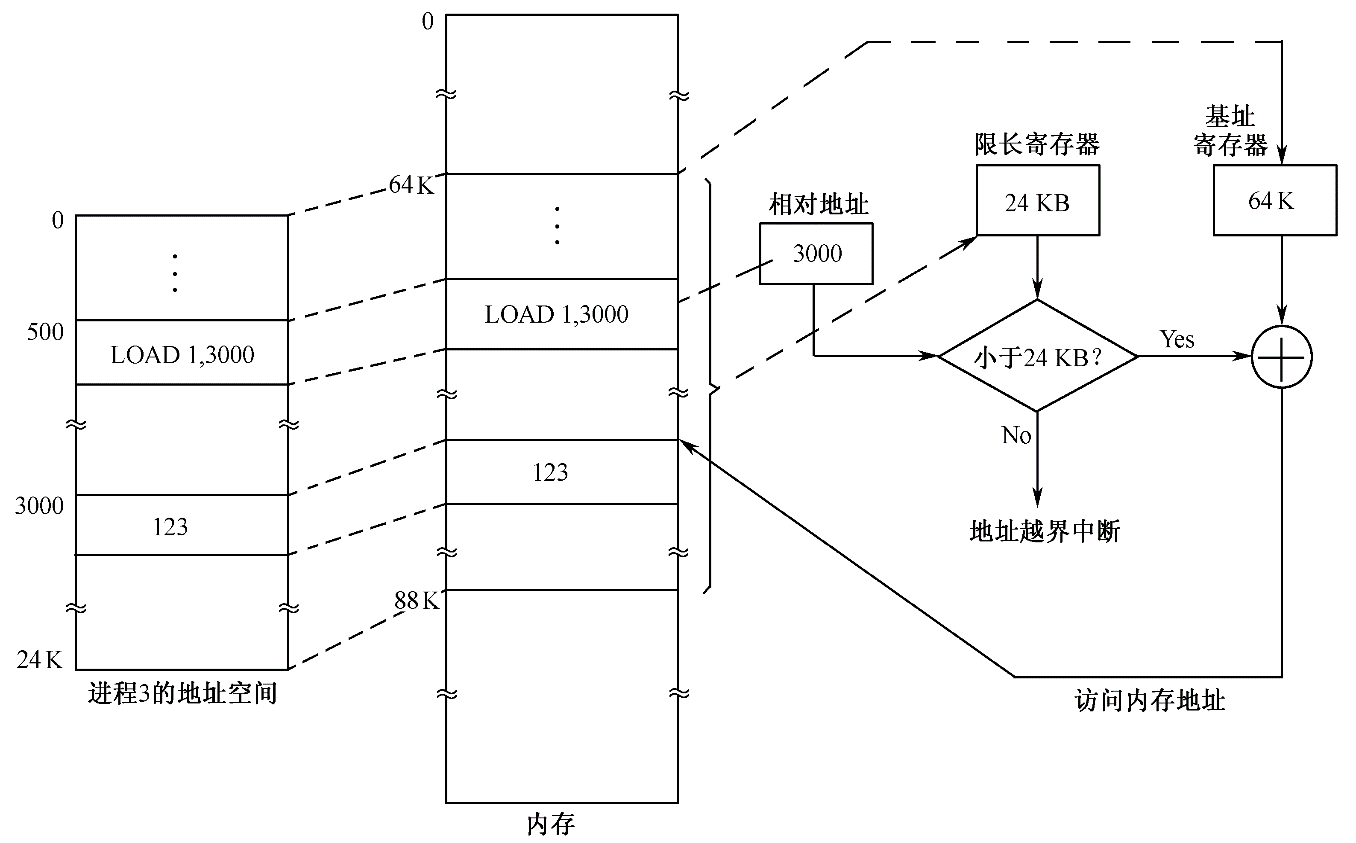 0
500
LOAD 1,3000
3000
123
24 K
进程3的地址空间
0
64 K
LOAD 1,3000
123
88 K
内存
相对地址
3000
限长寄存器
24 KB
基址
寄存器
64 K
小于24 KB?
Yes
No
地址越界中断
访问内存地址